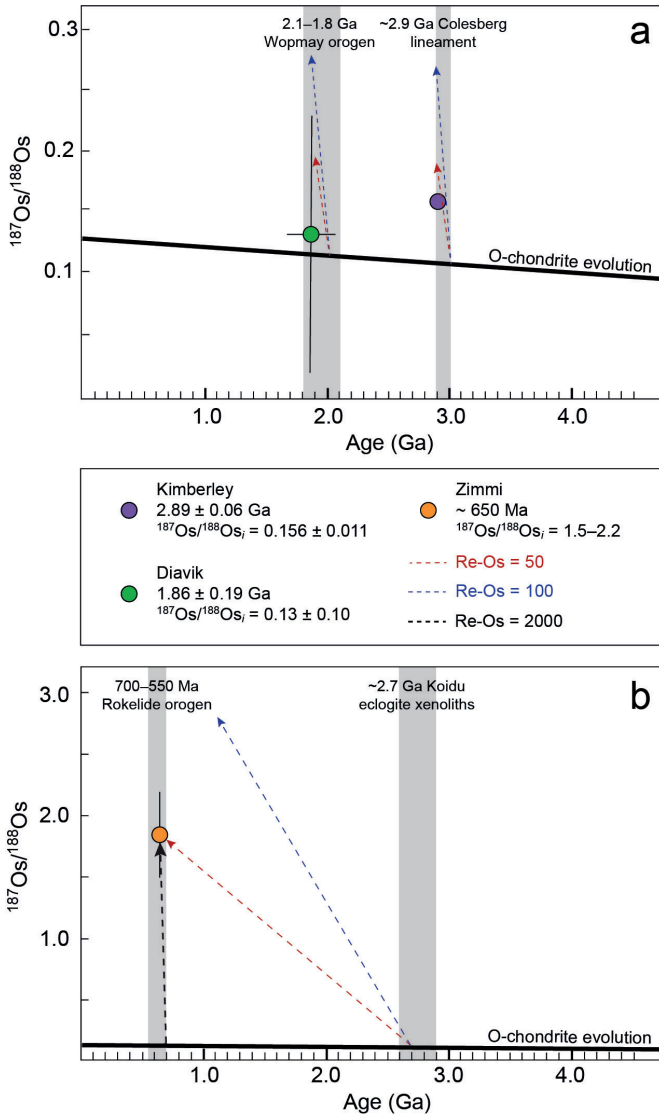 a
2.1–1.8 Ga
Wopmay orogen
~2.9 Ga Colesberg
lineament
0.3
0.2
0.1
187Os/188Os
O-chondrite evolution
1.0 2.0 3.0 4.0
Age (Ga)
Kimberley
2.89 ± 0.06 Ga
187Os/188Osi = 0.156 ± 0.011
Diavik
1.86 ± 0.19 Ga
187Os/188Osi = 0.13 ± 0.10
Zimmi
~ 650 Ma
187Os/188Osi = 1.5–2.2
Re-Os = 50
Re-Os = 100
Re-Os = 2000
b
700–550 Ma
Rokelide orogen
~2.7 Ga Koidu
eclogite xenoliths
3.0
2.0
1.0
187Os/188Os
O-chondrite evolution
1.0 2.0 3.0 4.0
Age (Ga)